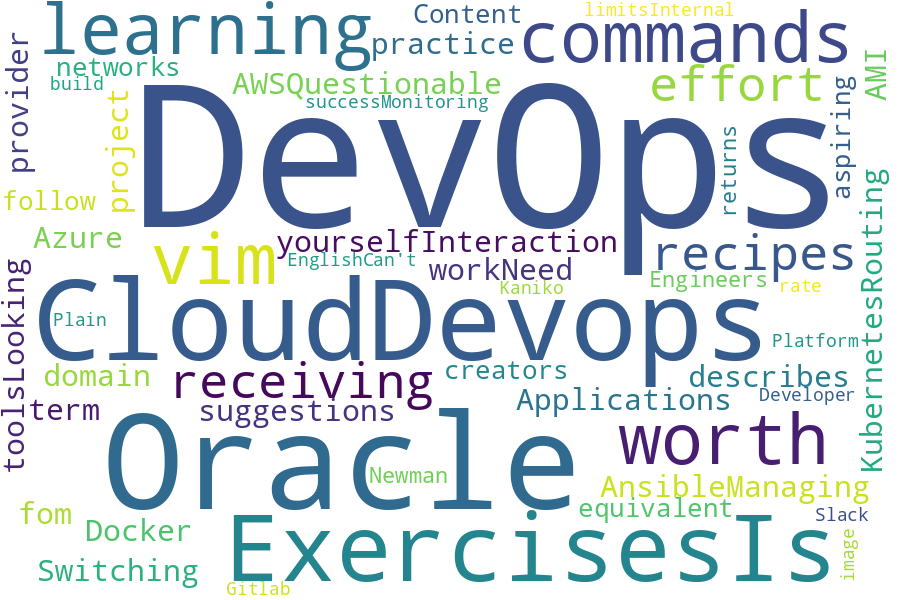 limitsInternal
Content
learning
commands
practice
provider
networks
build
AWSQuestionable
successMonitoring
effort
AMI
aspiring
project
DevOps
returns
follow
Azure
vim
yourselfInteraction
EnglishCan't
workNeed
recipes
Engineers
KubernetesRouting
Kaniko
rate
toolsLooking
CloudDevops
Plain
Platform
domain
receiving
creators
describes
Developer
term
suggestions
Applications
Oracle
worth
Newman
AnsibleManaging
fom
Docker
equivalent
Slack
ExercisesIs
image
Switching
Gitlab